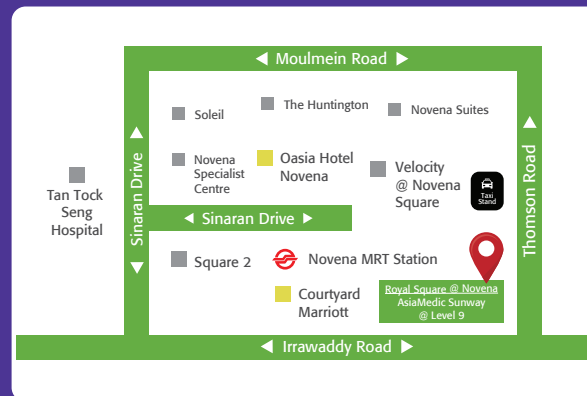 Moulmein Road
Soleil
The Huntington
Novena Suites
Novena
Specialist
Centre
Oasia Hotel
Novena
Velocity
@ Novena
Square
Taxi
Stand
Thomson Road
Sinaran Drive
Tan Tock
Seng
Hospital
Sinaran Drive
Square 2
Novena MRT Station
Courtyard
Marriott
Royal Square @ Novena
AsiaMedic Sunway
@ Level 9
Irrawaddy Road